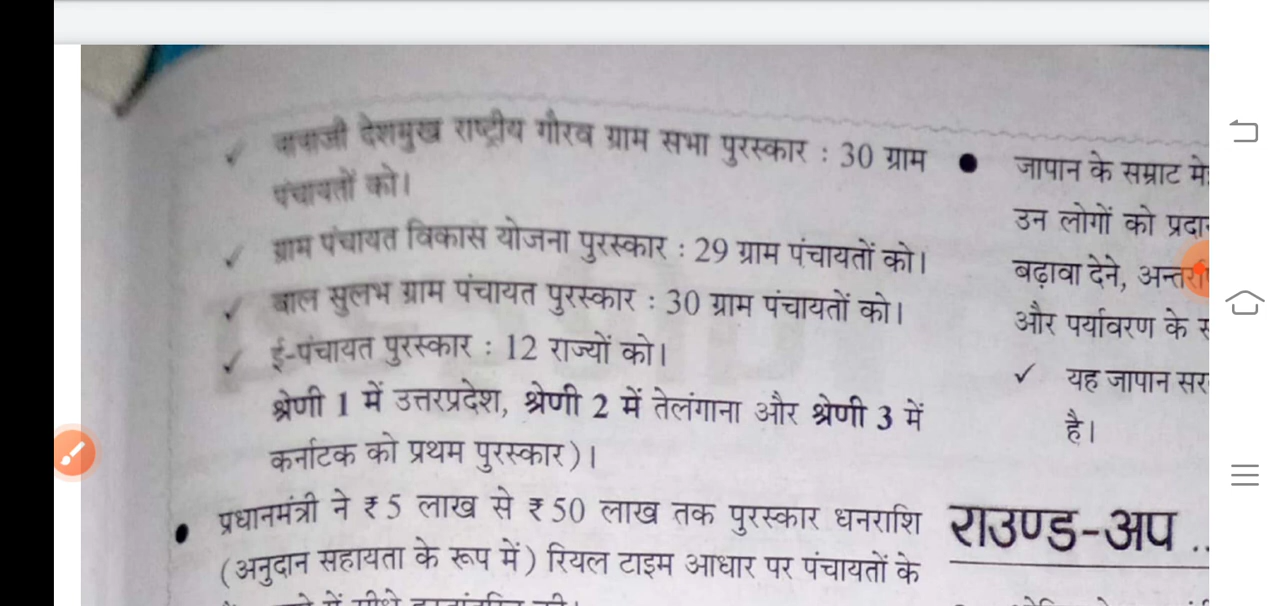 देशमुख राष्ट्रीय गौरव ग्राम सभा पुरस्कार : 30 ग्राम
पंचायतों को।
ग्राम पंचायत विकास योजना पुरस्कार : 29 ग्राम पंचायतों को।
बाल सुलभ ग्राम पंचायत पुरस्कार : 30 ग्राम पंचायतों को।
ई-पंचायत पुरस्कार : 12 राज्यों को।
श्रेणी 1 में उत्तरप्रदेश, श्रेणी 2 में तेलंगाना और श्रेणी 3 में
कर्नाटक को प्रथम पुरस्कार)।
प्रधानमंत्री ने ₹ 5 लाख से ₹ 50 लाख तक पुरस्कार धनराशि
(अनुदान सहायता के रूप में) रियल टाइम आधार पर पंचायतों के
जापान के सम्राट
उन लोगों को
बढ़ावा देने,
और पर्यावरण के
यह जापान
है।
राउण्ड-अप ..